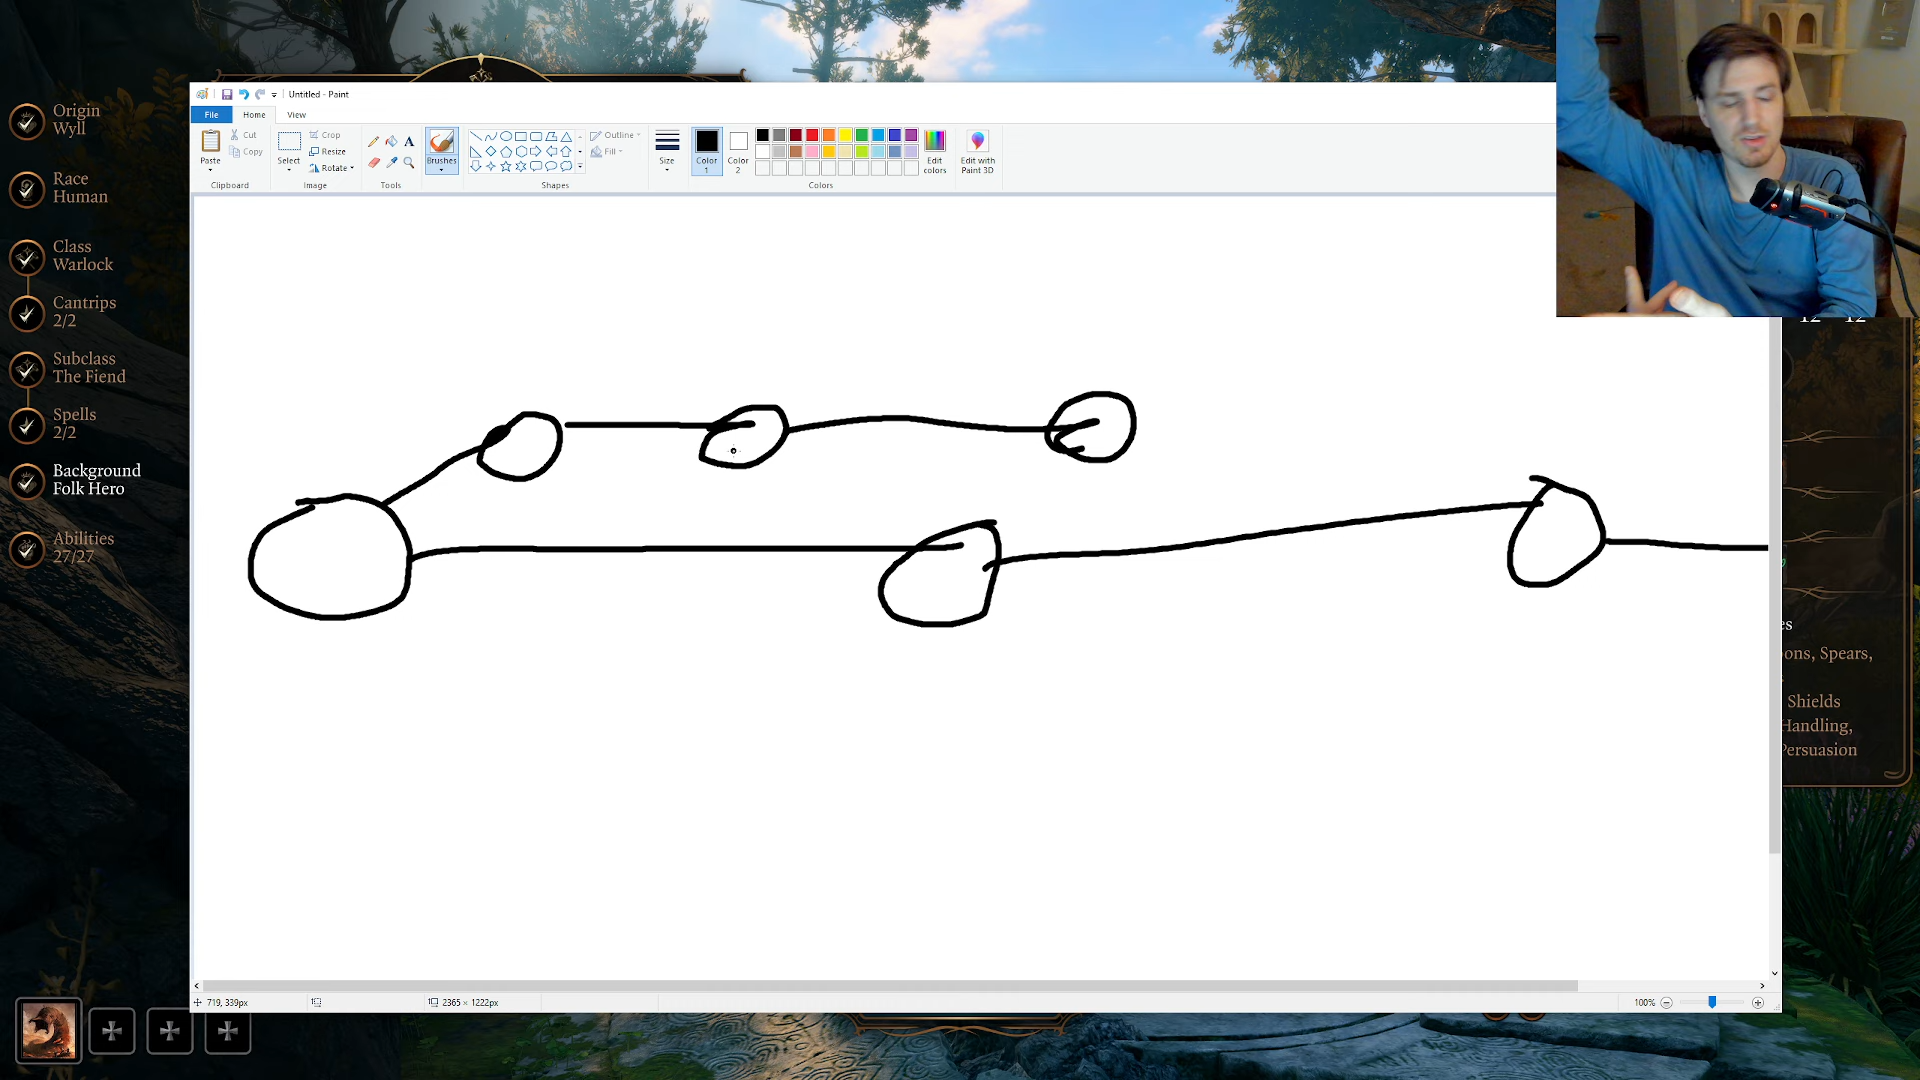 Origin
Wyll
Race
Human
Class
Warlock
Cantrips
2/2
Subclass
The Fiend
Spells
2/2
Background
Folk Hero
Abilities
27/27
Untitled - Paint
File
Home
View
Paste
Cut
Copy
Clipboard
Select
Crop
Resize
Rotate
Image
A
Tools
Brushes
Shapes
Outline
Fill
Size
Color
1
Color
2
Edit
colors
Edit with
Paint 3D
Colors
12
12
es
ons, Spears,
Shields
Handling,
Persuasion
719, 339px
2365 × 1222px
100%